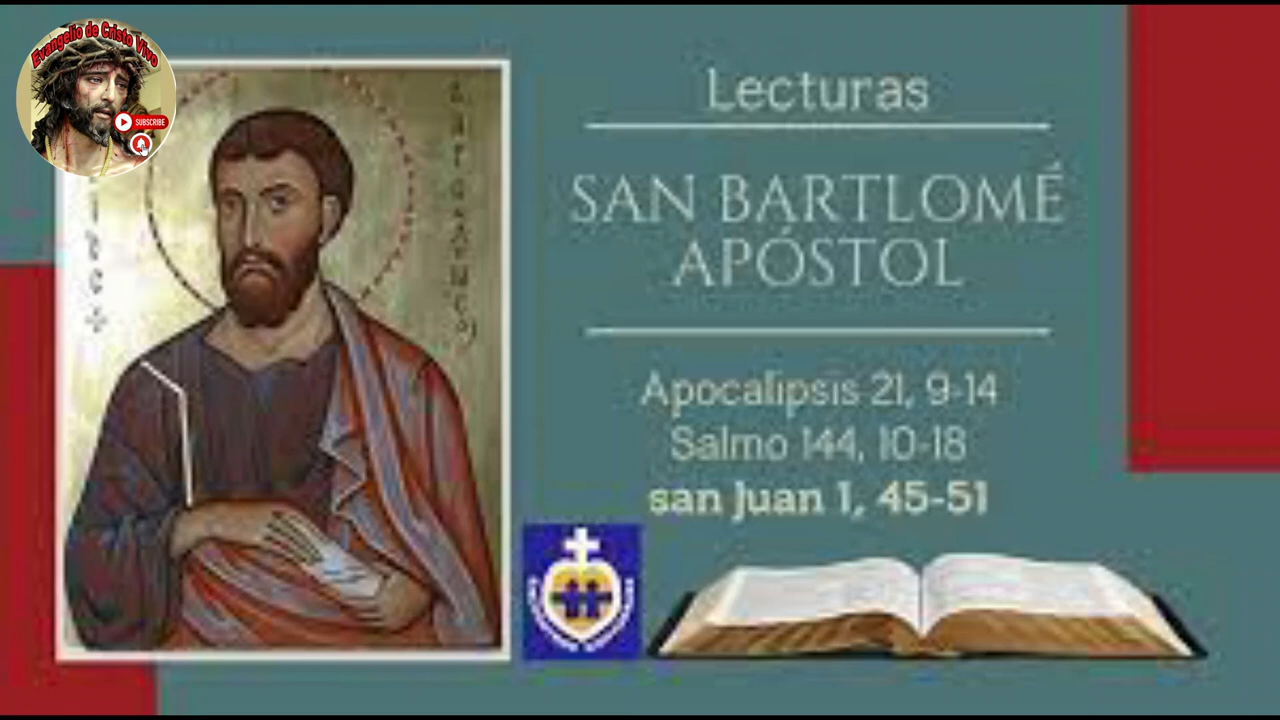 Evangelio de Cristo Vivo
SUBSCRIBE
Lecturas
SAN BARTLOMÉ
APÓSTOL
Apocalipsis 21, 9-14
Salmo 144, 10-18
san Juan 1, 45-51